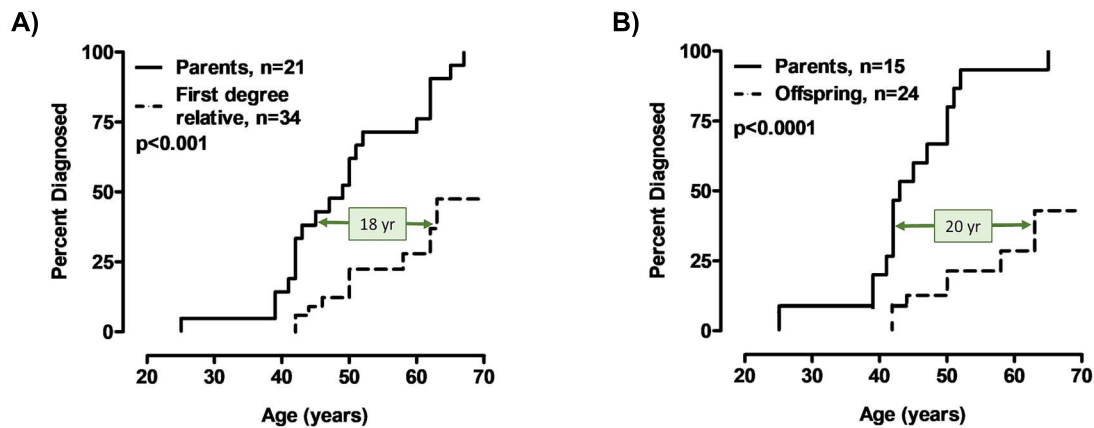 A)
100
75
50
25
0
Percent Diagnosed
Parents, n=21
First degree
relative, n=34
p<0.001
18 yr
20 30 40 50 60 70
Age (years)
B)
100
75
50
25
0
Percent Diagnosed
Parents, n=15
Offspring, n=24
p<0.0001
20 yr
20 30 40 50 60 70
Age (years)